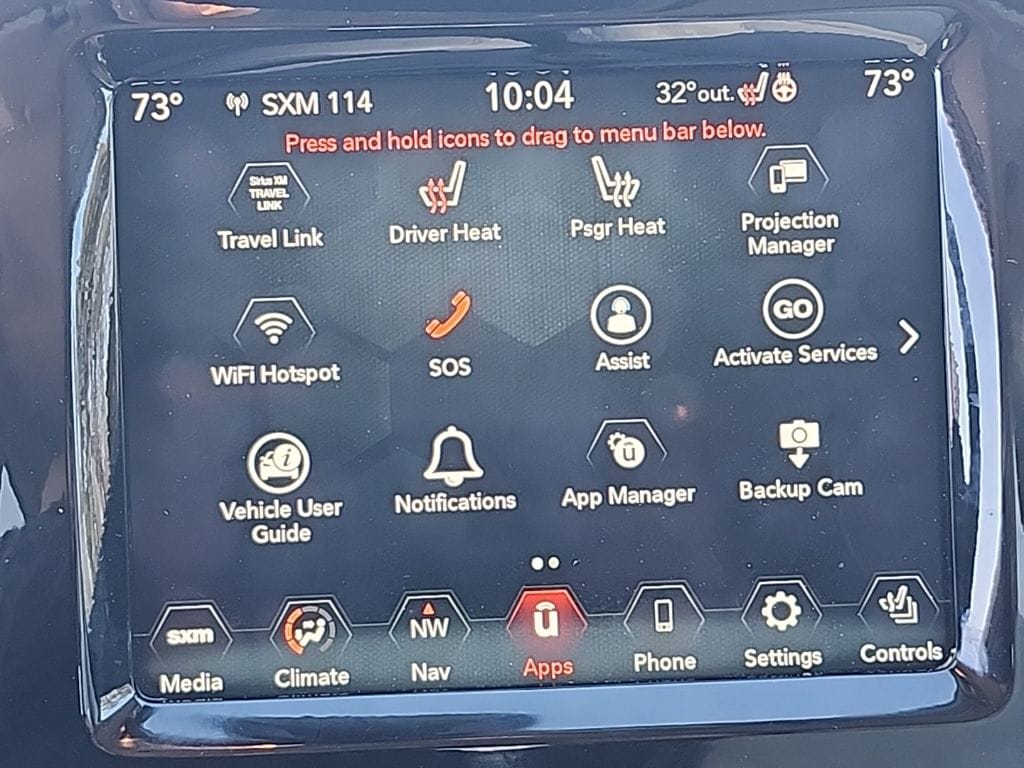 73° SXM 114 10:04 32°out. 73°
Press and hold icons to drag to menu bar below.
Sirius XM
TRAVEL
LINK
Travel Link
Driver Heat
Psgr Heat
Projection
Manager
WiFi Hotspot
SOS
Assist
GO
Activate Services
i
Vehicle User
Guide
Notifications
û
App Manager
Backup Cam
sxm
Media
Climate
NW
Nav
û
Apps
Phone
Settings
Controls